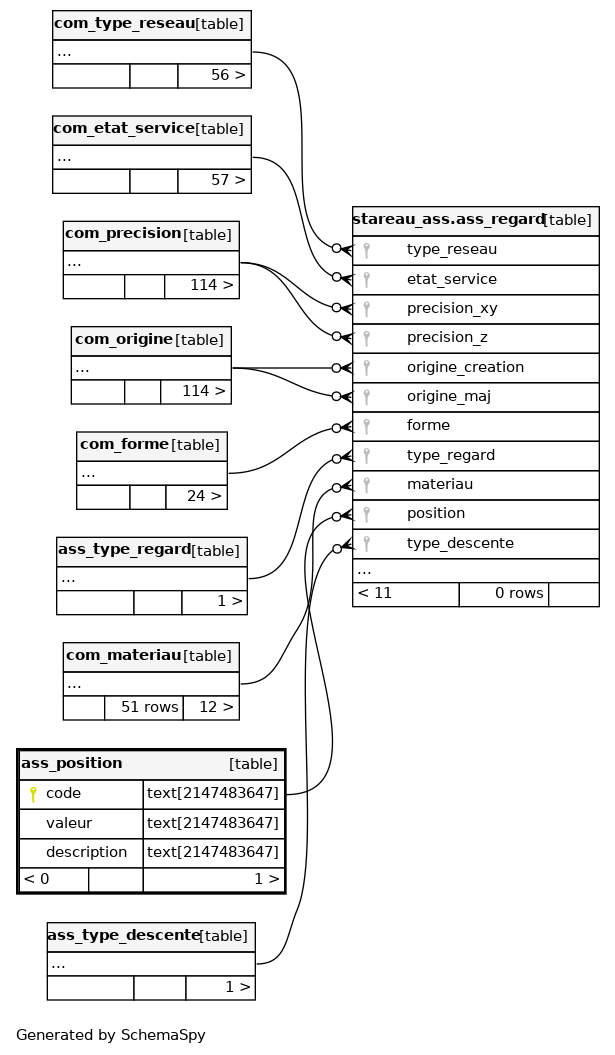 com_type_reseau [table]
...
56 >
com_etat_service [table]
...
57 >
com_precision [table]
...
114 >
com_origine [table]
...
114 >
com_forme [table]
...
24 >
ass_type_regard [table]
...
1 >
com_materiau [table]
...
51 rows 12 >
ass_position [table]
code text[2147483647]
valeur text[2147483647]
description text[2147483647]
< 0 1 >
ass_type_descente [table]
...
1 >
stareau_ass.ass_regard [table]
type_reseau
etat_service
precision_xy
precision_z
origine_creation
origine_maj
forme
type_regard
materiau
position
type_descente
...
< 11 0 rows
Generated by SchemaSpy